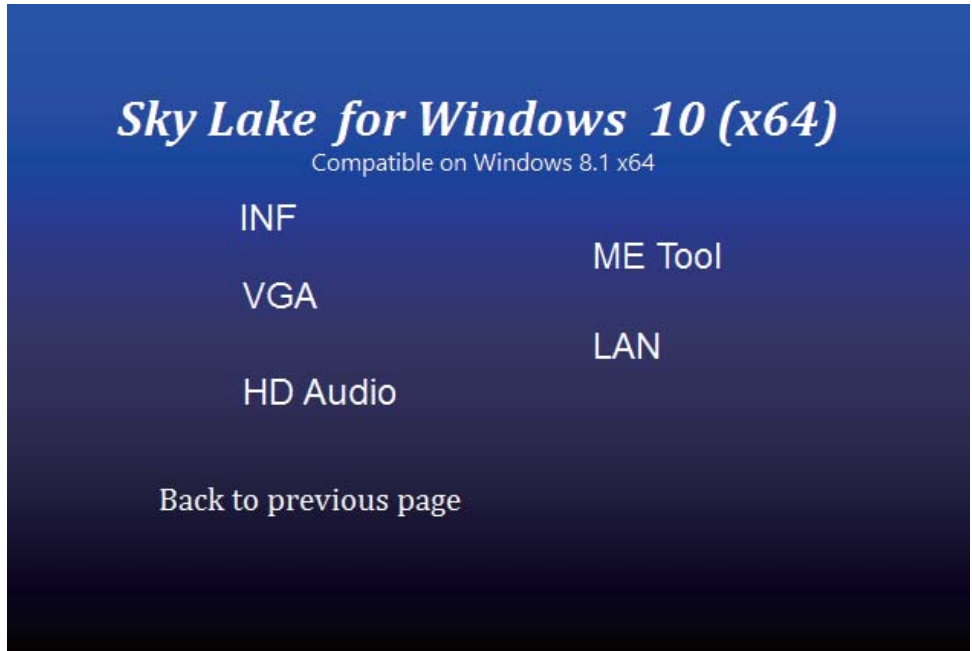 Sky Lake for Windows 10 (x64)
Compatible on Windows 8.1 x64
INF
ME Tool
VGA
LAN
HD Audio
Back to previous page